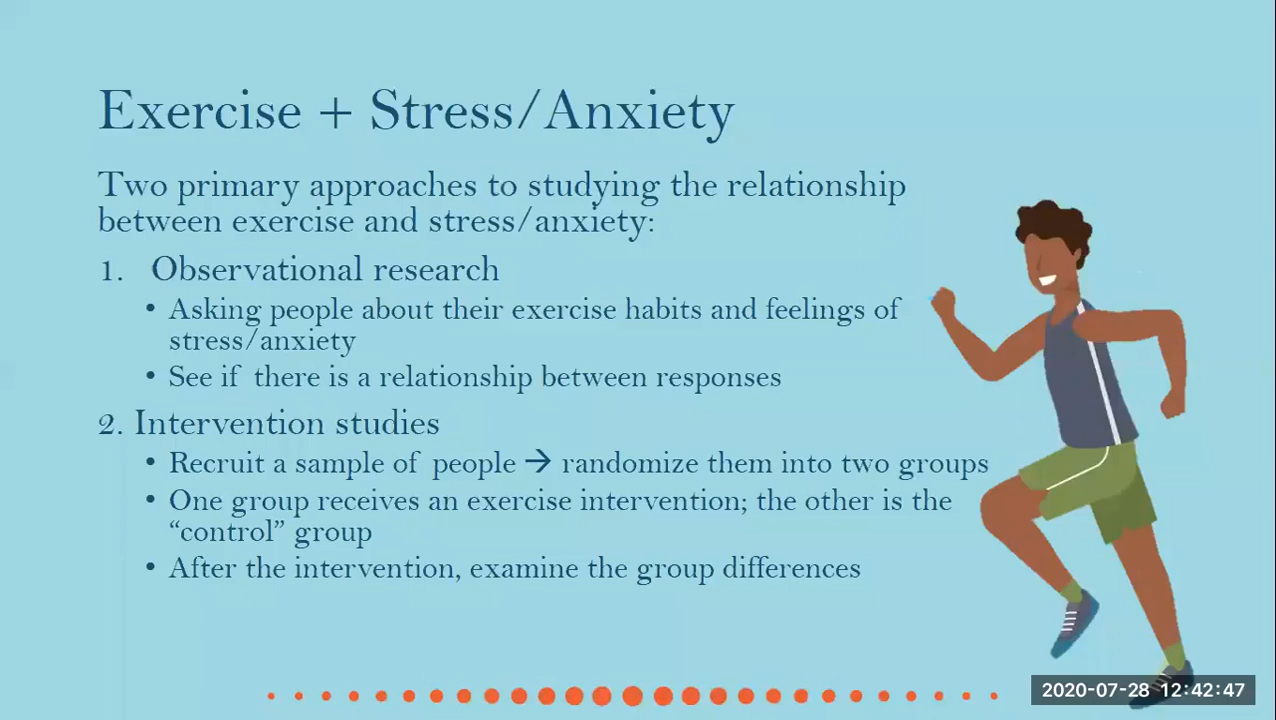 Exercise + Stress/Anxiety
Two primary approaches to studying the relationship
between exercise and stress/anxiety:
1. Observational research
• Asking people about their exercise habits and feelings of
stress/anxiety
• See if there is a relationship between responses
2. Intervention studies
• Recruit a sample of people → randomize them into two groups
• One group receives an exercise intervention; the other is the
“control” group
• After the intervention, examine the group differences
2020-07-28 12:42:47